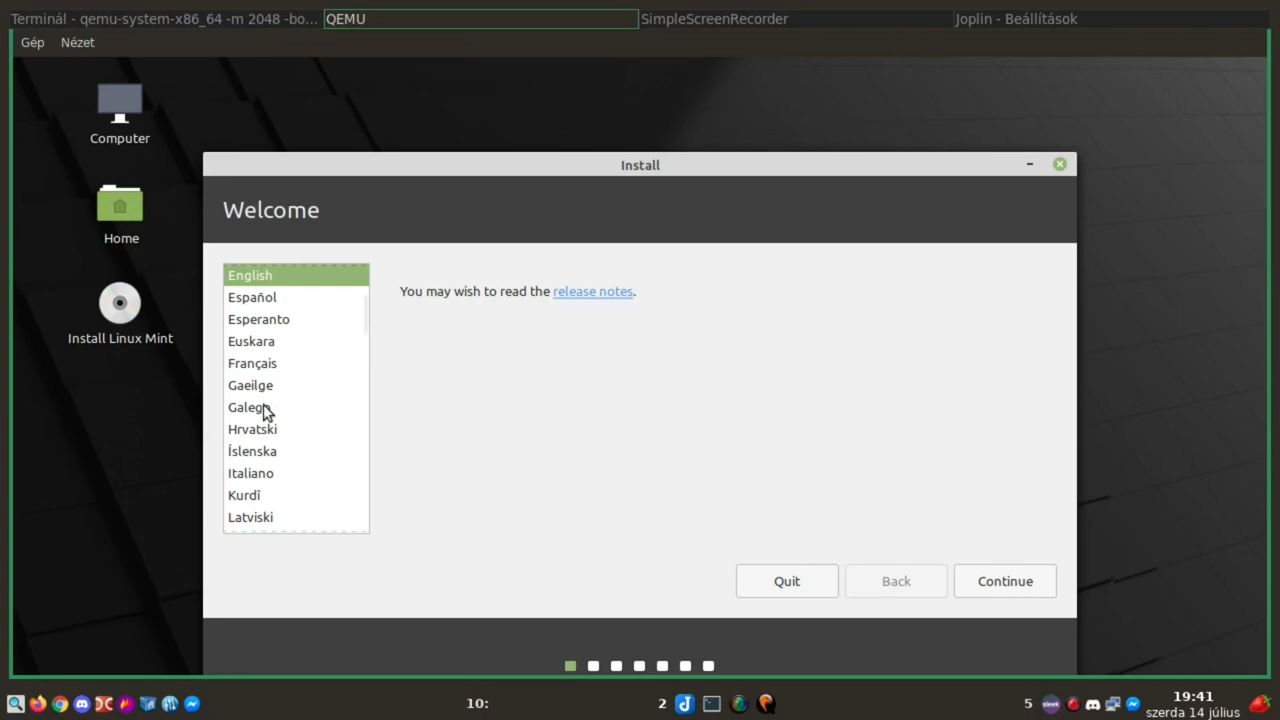 Terminál - qemu-system-x86_64 -m 2048 -bo... QEMU SimpleScreenRecorder Joplin - Beállítások
Gép Nézet
Computer
Home
Install Linux Mint
Install
Welcome
English
Español
Esperanto
Euskara
Français
Gaeilge
Galego
Hrvatski
Íslenska
Italiano
Kurdî
Latviski
You may wish to read the release notes.
Quit Back Continue
10: 2 5 19:41
szerda 14 július